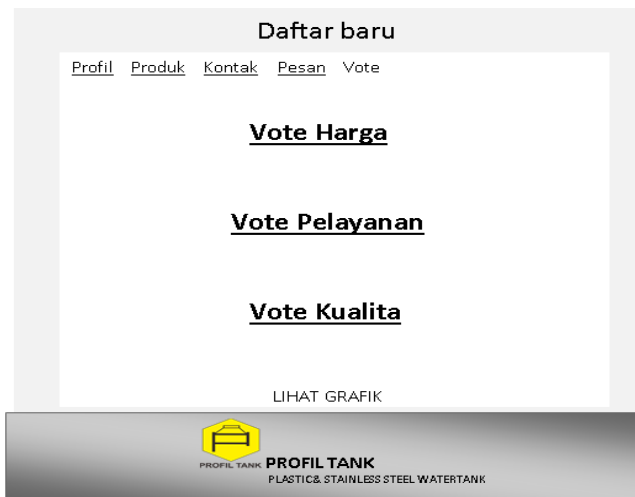 Daftar baru
Profil Produk Kontak Pesan Vote
Vote Harga
Vote Pelayanan
Vote Kualita
LIHAT GRAFIK
PROFIL TANK PROFIL TANK
PLASTIC& STAINLESS STEEL WATERTANK